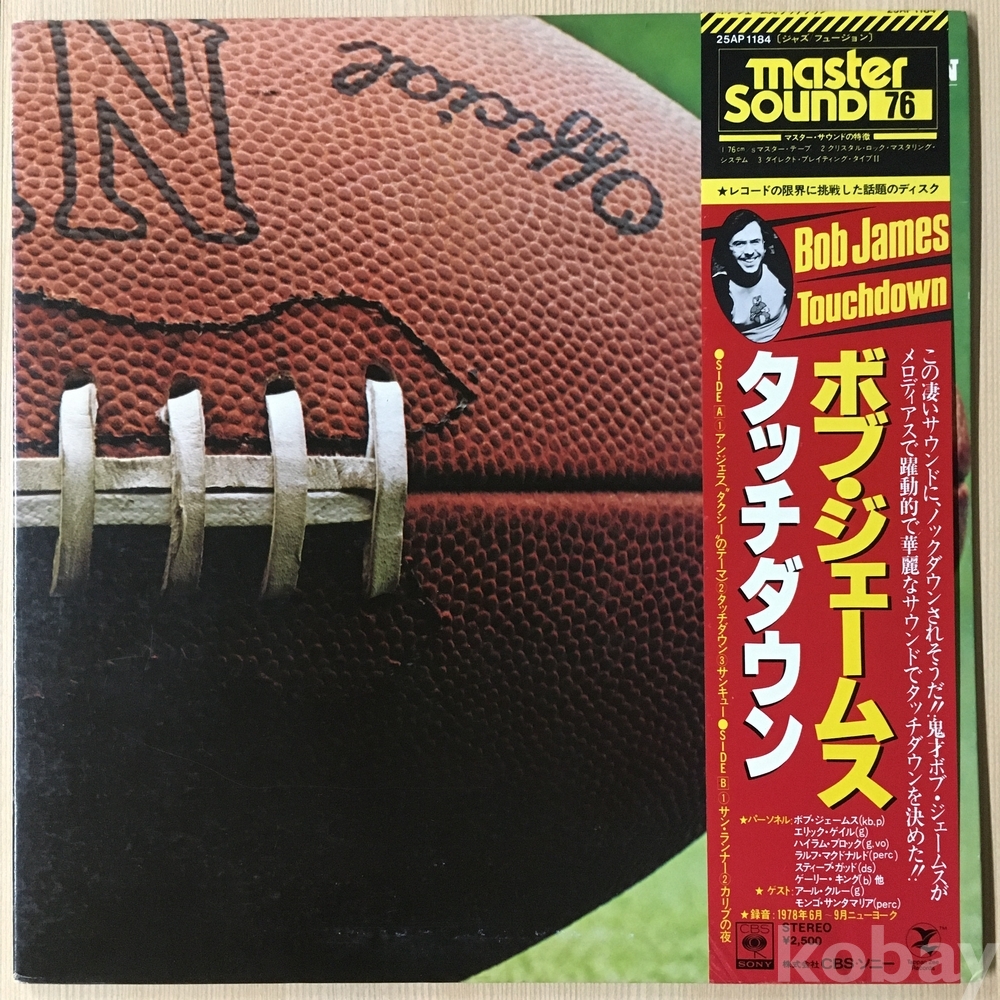 Official
N
25AP 1184 〔ジャズ フュージョン〕
master
sound 76
マスター・サウンドの特徴
1 76cm/sマスター・テープ 2 クリスタル・ロック・マスタリング・
システム 3 ダイレクト・プレイティング・タイプII
★レコードの限界に挑戦した話題のディスク
Bob James
Touchdown
この凄いサウンドに、ノックダウンされそうだ!!鬼才ボブ・ジェームスが
メロディアスで躍動的で華麗なサウンドでタッチダウンを決めた!!
ボブ・ジェームス
タッチダウン
●SIDE A 1 アンジェラ(“タクシー”のテーマ) 2 タッチダウン 3 サンキュー ●SIDE B 1 サン・ランナー 2 カリブの夜
★パーソネル:ボブ・ジェームス(kb,p)
エリック・ゲイル(g)
ハイラム・ブロック(g,vo)
ラルフ・マクドナルド(perc)
スティーブ・ガッド(ds)
ゲーリー・キング(b) 他
★ゲスト:アール・クルー(g)
モンゴ・サンタマリア(perc)
★録音:1978年6月~9月ニューヨーク
CBS
SONY
STEREO
¥2,500
株式会社 CBS・ソニー
kobay